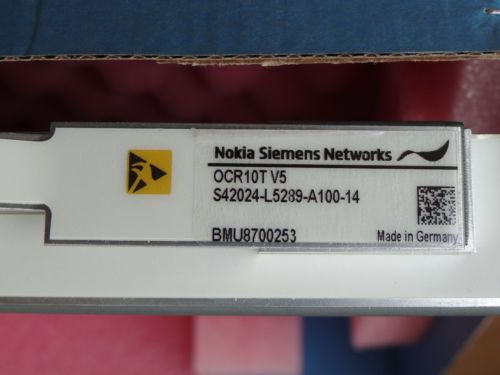 Nokia Siemens Networks
OCR10T V5
S42024-L5289-A100-14
BMU8700253
Made in Germany